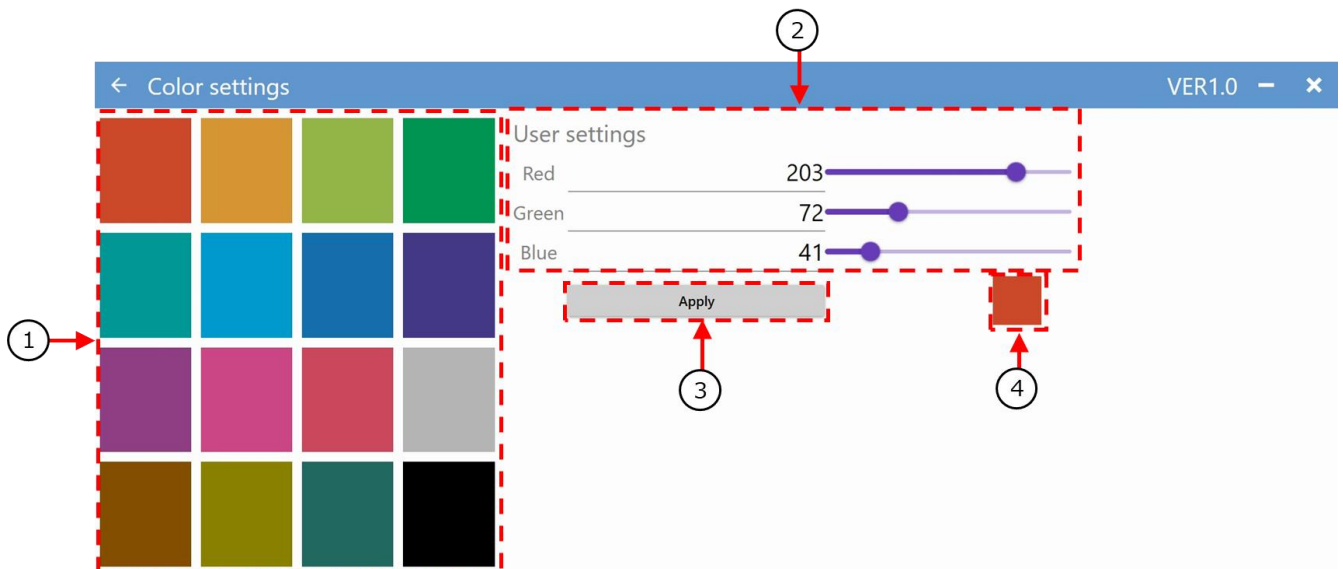 2
← Color settings VER1.0
User settings
Red 203
Green 72
Blue 41
Apply
1
3
4